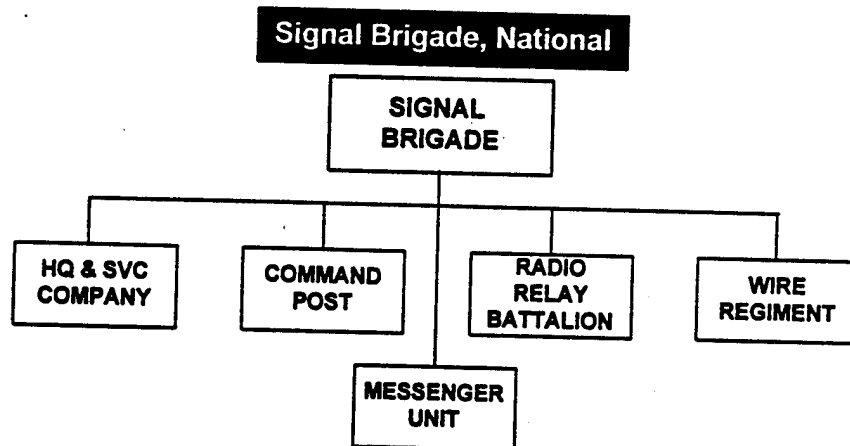 Signal Brigade, National
SIGNAL
BRIGADE
HQ & SVC
COMPANY
COMMAND
POST
RADIO
RELAY
BATTALION
WIRE
REGIMENT
MESSENGER
UNIT